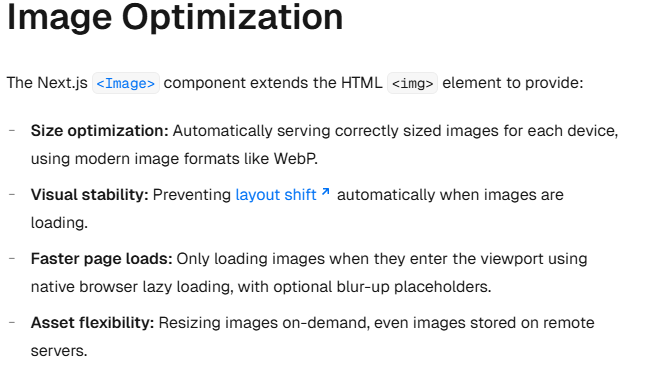 Image Optimization
The Next.js <Image> component extends the HTML <img> element to provide:
– Size optimization: Automatically serving correctly sized images for each device,
using modern image formats like WebP.
– Visual stability: Preventing layout shift ↗ automatically when images are
loading.
– Faster page loads: Only loading images when they enter the viewport using
native browser lazy loading, with optional blur-up placeholders.
– Asset flexibility: Resizing images on-demand, even images stored on remote
servers.